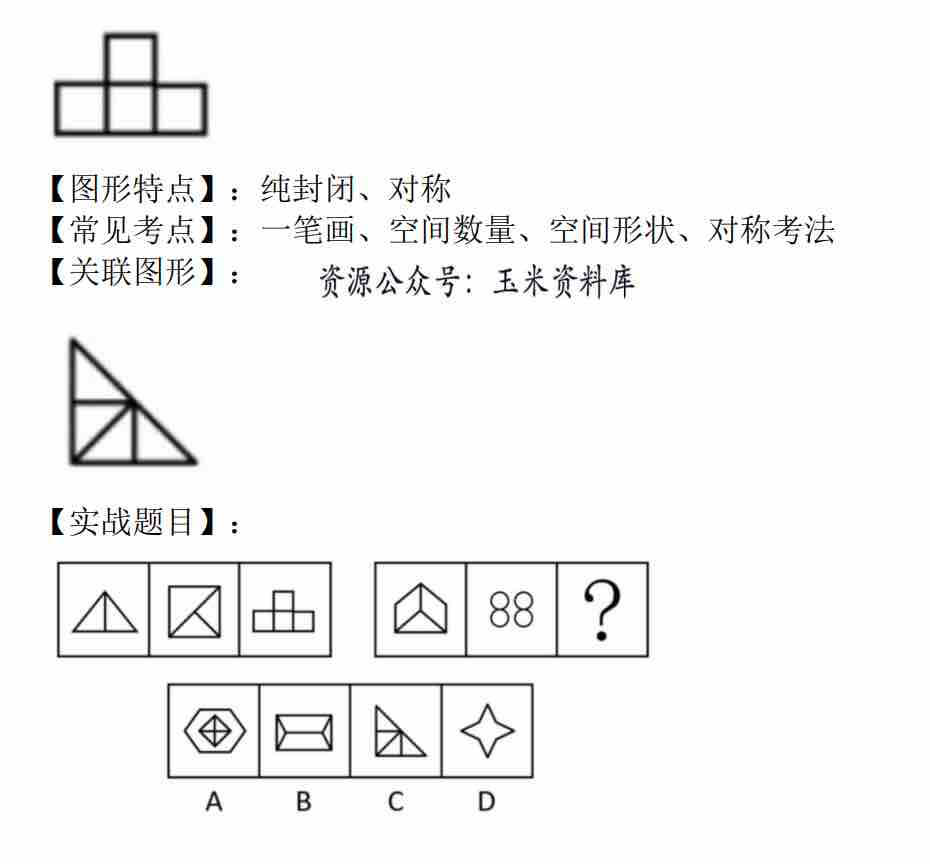 【图形特点】：纯封闭、对称
【常见考点】：一笔画、空间数量、空间形状、对称考法
【关联图形】：
资源公众号：玉米资料库
【实战题目】：
?
A B C D